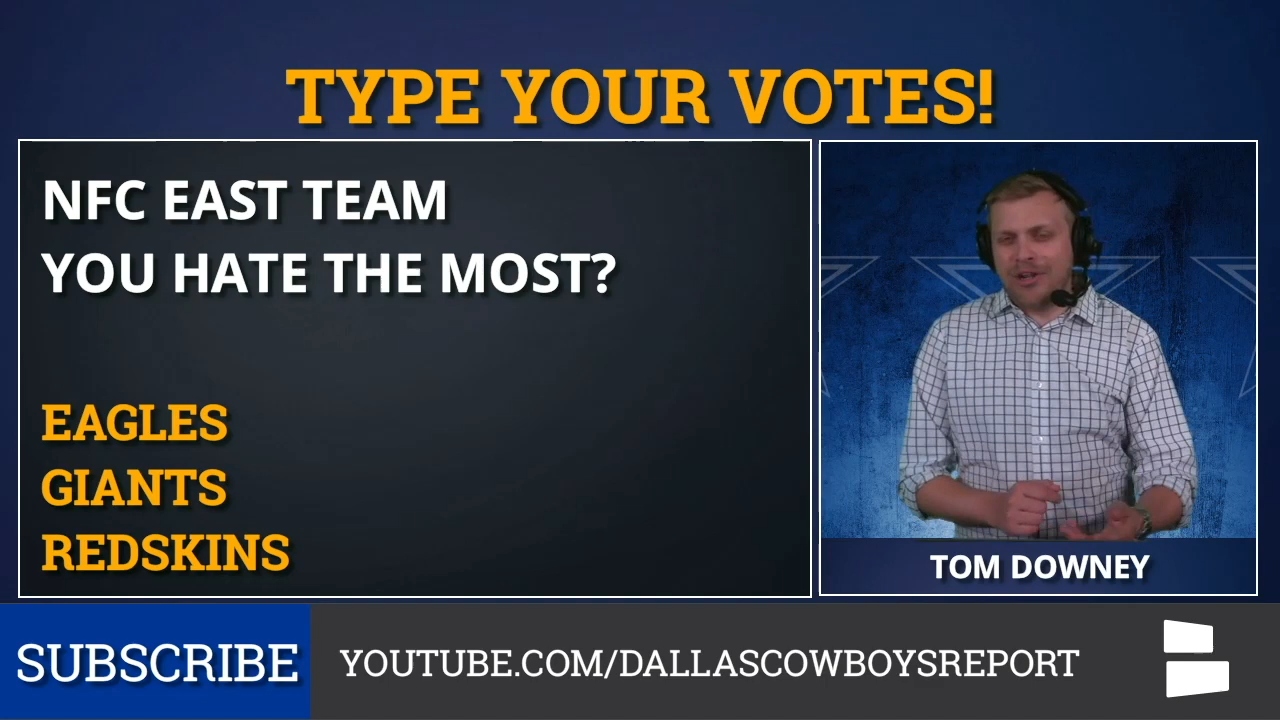 TYPE YOUR VOTES!
NFC EAST TEAM
YOU HATE THE MOST?
EAGLES
GIANTS
REDSKINS
TOM DOWNEY
SUBSCRIBE
YOUTUBE.COM/DALLASCOWBOYSREPORT